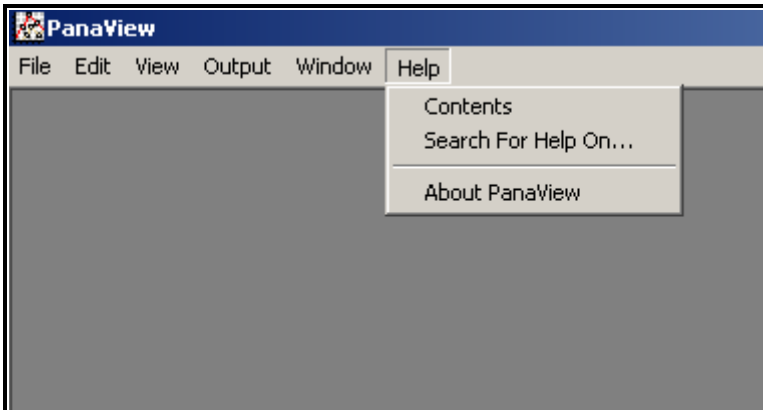 PanaView
File Edit View Output Window Help
Contents
Search For Help On...
About PanaView